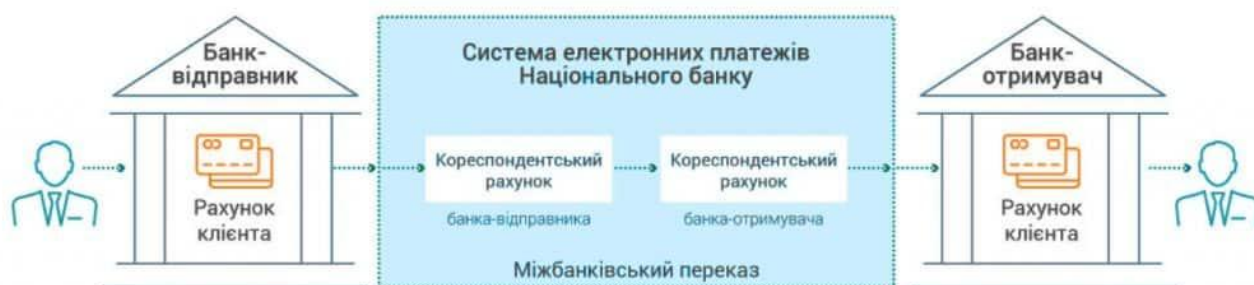 Банк-
відправник
Рахунок
клієнта
Система електронних платежів
Національного банку
Кореспондентський
рахунок
банка-відправника
Кореспондентський
рахунок
банка-отримувача
Міжбанківський переказ
Банк-
отримувач
Рахунок
клієнта